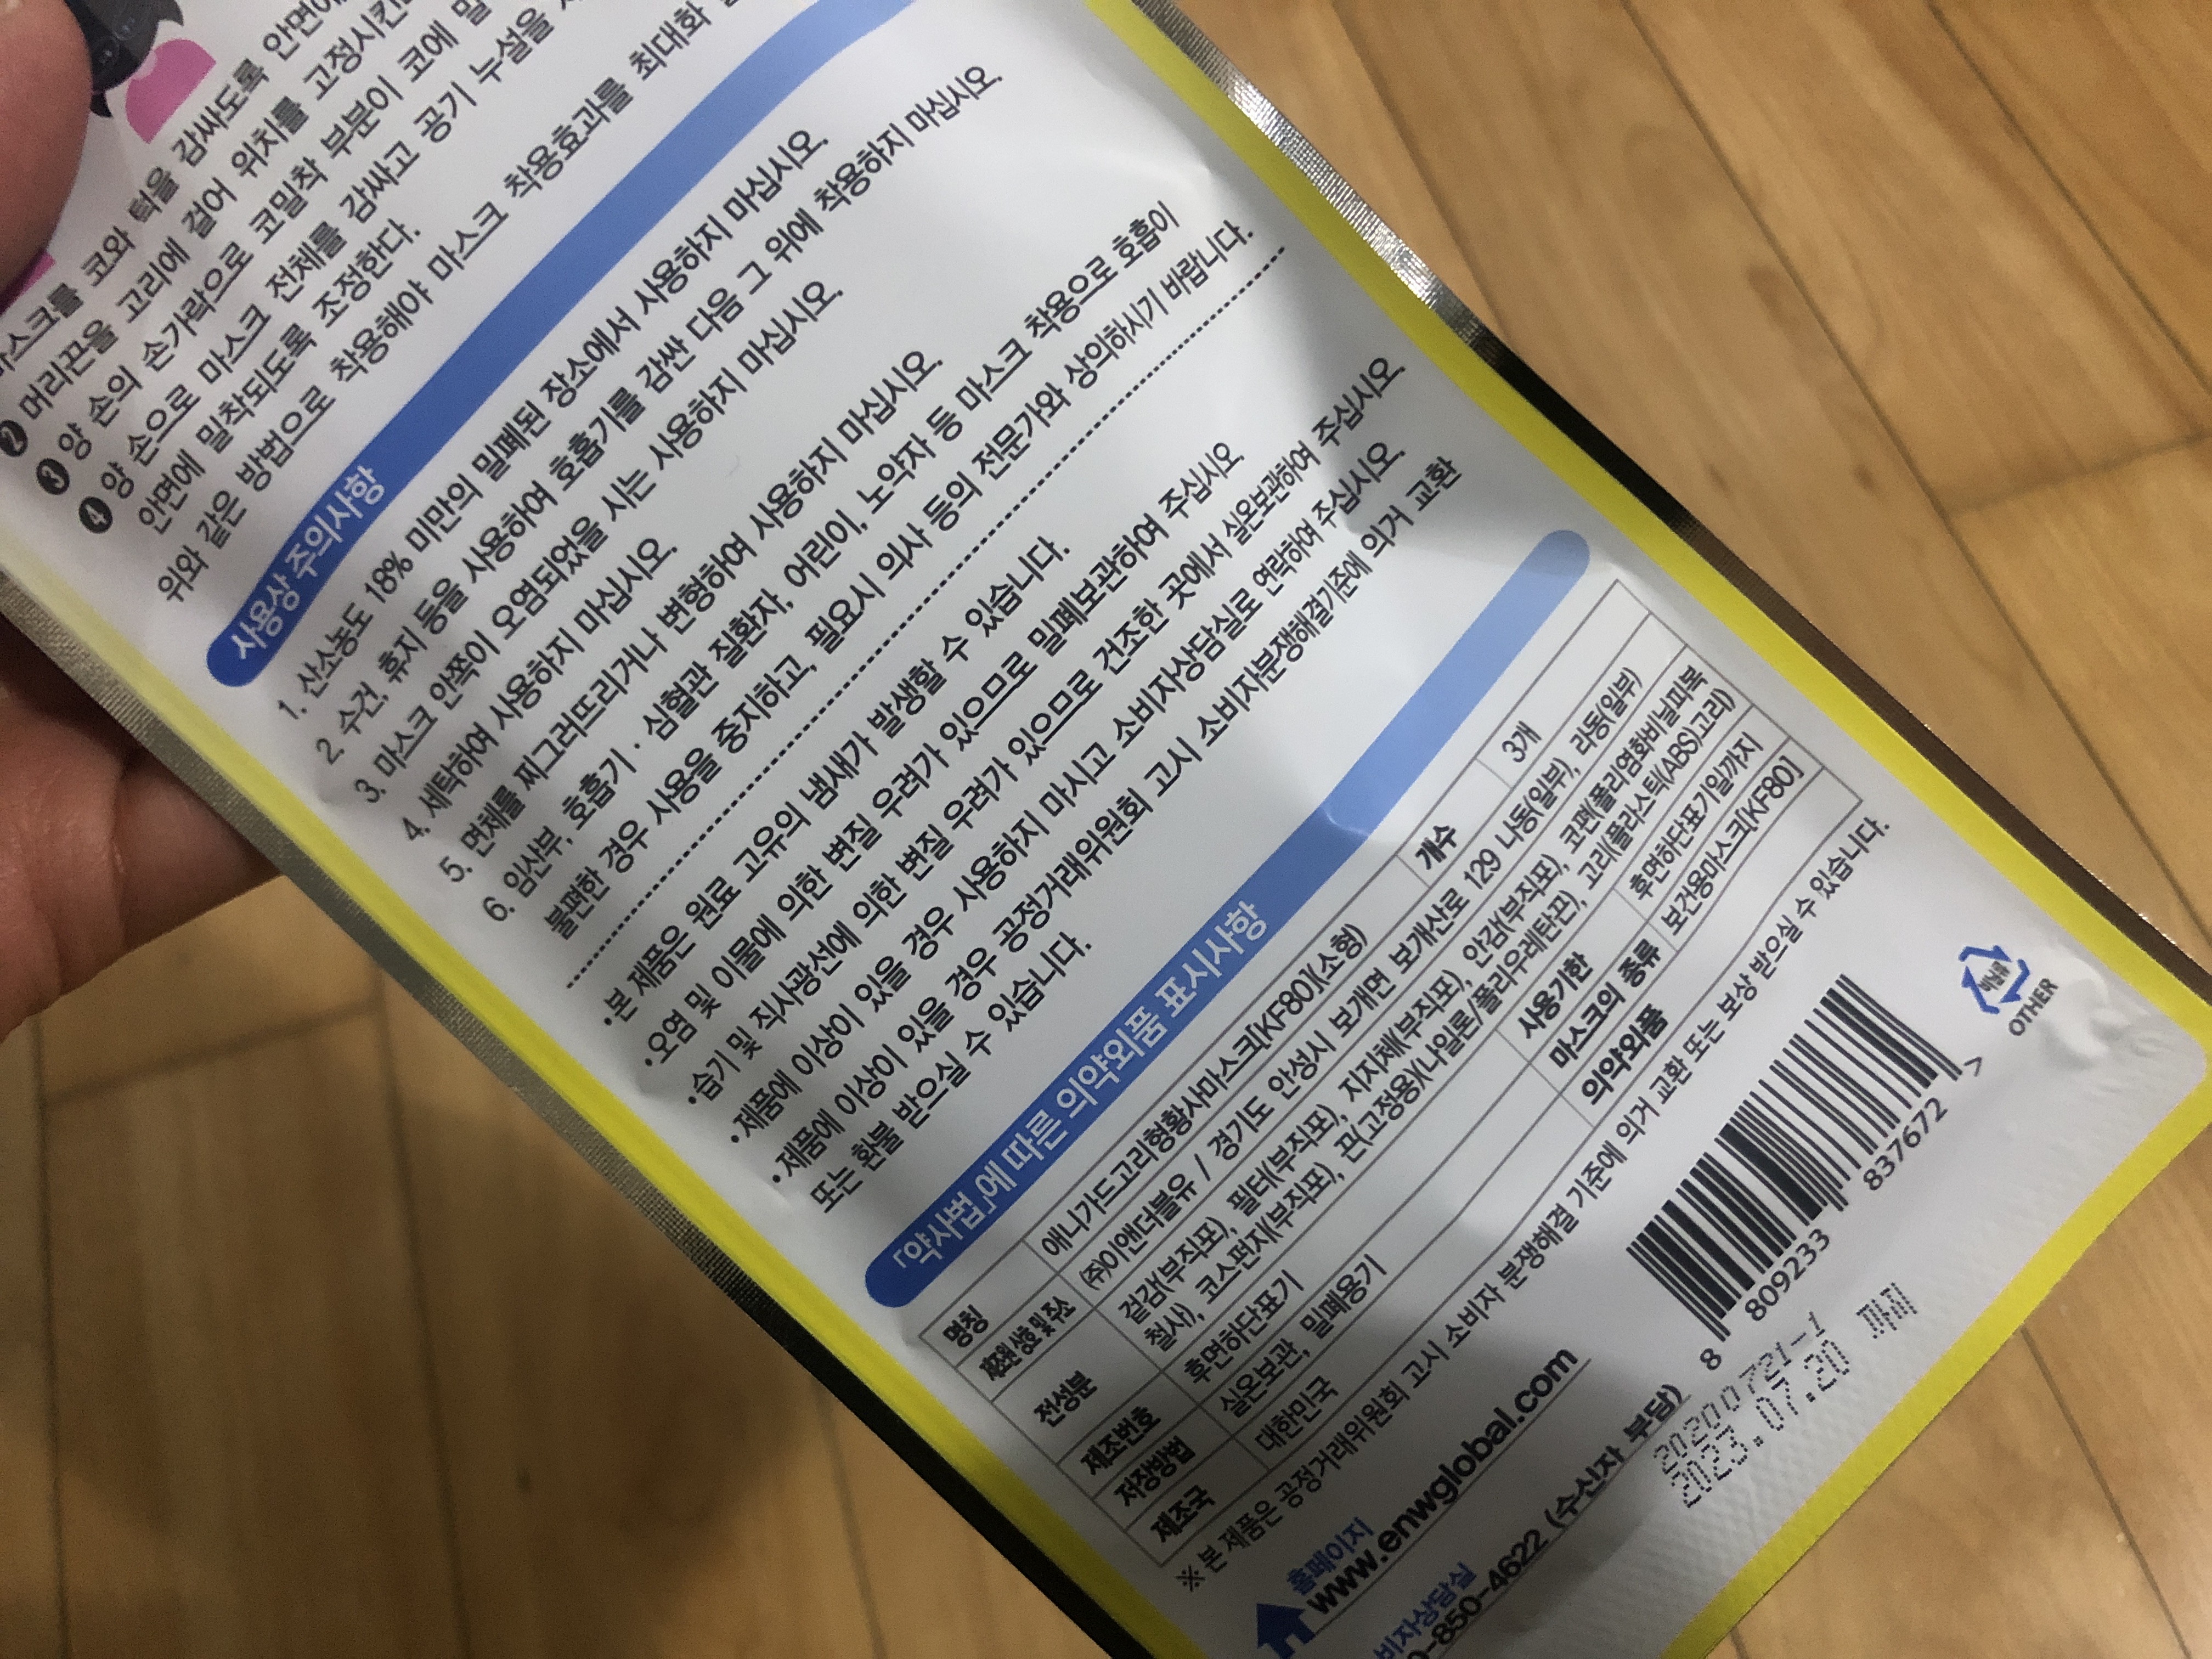 마스크를 코와 턱을 감싸도록 안면에
❷ 머리끈을 고리에 걸어 위치를 고정시킨
❸ 양 손의 손가락으로 코밀착 부분이 코에 밀
❹ 양 손으로 마스크 전체를 감싸고 공기 누설을
안면에 밀착되도록 조정한다.
위와 같은 방법으로 착용해야 마스크 착용효과를 최대화
사용상 주의사항
1. 산소농도 18% 미만의 밀폐된 장소에서 사용하지 마십시오.
2. 수건, 휴지 등을 사용하여 호흡기를 감싼 다음 그 위에 착용하지 마십시오.
3. 마스크 안쪽이 오염되었을 시는 사용하지 마십시오.
4. 세탁하여 사용하지 마십시오.
5. 면체를 찌그러뜨리거나 변형하여 사용하지 마십시오.
6. 임산부, 호흡기·심혈관 질환자, 어린이, 노약자 등 마스크 착용으로 호흡이
불편한 경우 사용을 중지하고, 필요시 의사 등의 전문가와 상의하시기 바랍니다.
•본 제품은 원료 고유의 냄새가 발생할 수 있습니다.
•오염 및 이물에 의한 변질 우려가 있으므로 밀폐보관하여 주십시오
•습기 및 직사광선에 의한 변질 우려가 있으므로 건조한 곳에서 실온보관하여 주십시오.
•제품에 이상이 있을 경우 사용하지 마시고 소비자상담실로 연락하여 주십시오.
•제품에 이상이 있을 경우 공정거래위원회 고시 소비자분쟁해결기준에 의거 교환
또는 환불 받으실 수 있습니다.
「약사법」에 따른 의약외품 표시사항
명칭 애니가드고리형황사마스크[KF80](소형) 개수 3개
제조원 상호 및 주소 (주)이앤더블유 / 경기도 안성시 보개면 보개산로 129 나동(일부), 라동(일부)
전성분 겉감(부직포), 필터(부직포), 지지체(부직포), 안감(부직포), 코편(폴리염화비닐피복
철사), 코스펀지(부직포), 끈(고정용)(나일론/폴리우레탄끈), 고리(플라스틱(ABS)고리)
제조번호 후면하단표기 사용기한 후면하단표기일까지
저장방법 실온보관, 밀폐용기 마스크의 종류 보건용마스크[KF80]
제조국 대한민국 의약외품
※ 본 제품은 공정거래위원회 고시 소비자 분쟁해결 기준에 의거 교환 또는 보상 받으실 수 있습니다.
홈페이지
www.enwglobal.com
비자상담실
0-850-4622 (수신자 부담)
8 809233 837672 >
20200721-1
2023.07.20 까지
비닐류
OTHER